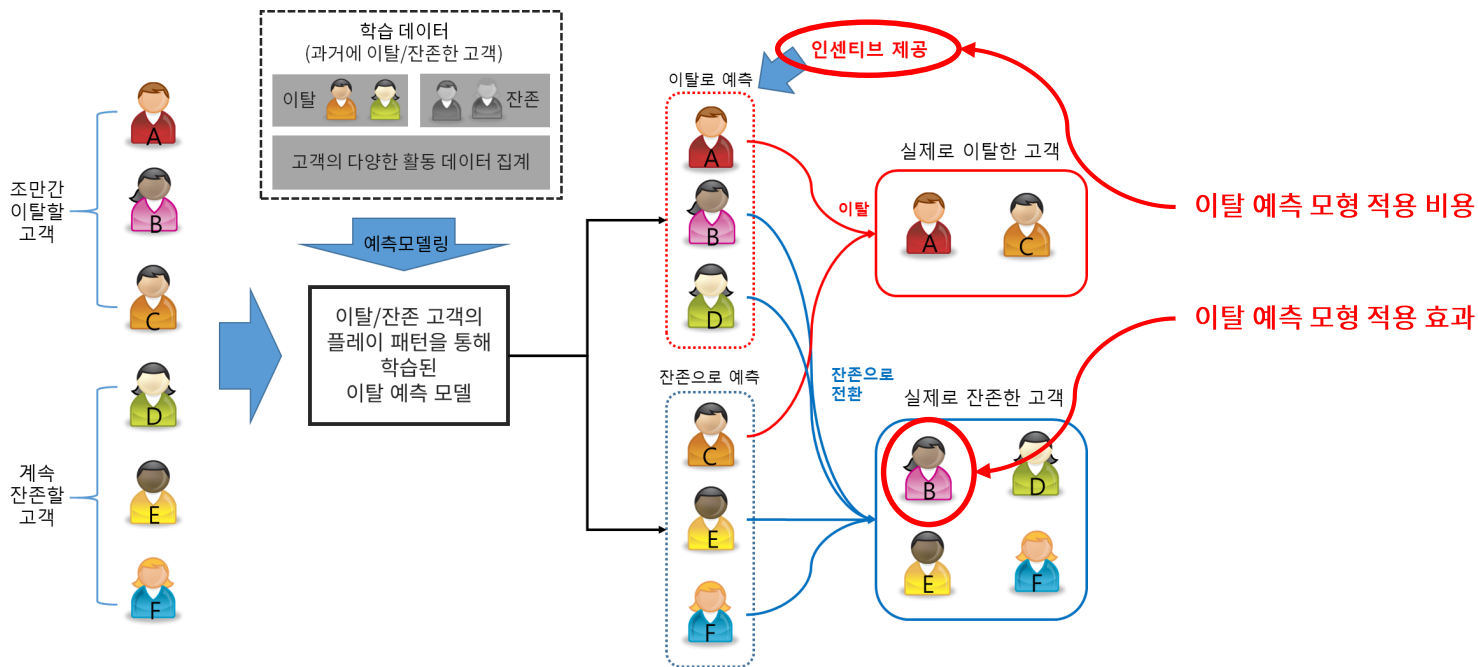 학습 데이터
(과거에 이탈/잔존한 고객)
이탈
잔존
고객의 다양한 활동 데이터 집계
예측모델링
이탈/잔존 고객의
플레이 패턴을 통해
학습된
이탈 예측 모델
조만간
이탈할
고객
A
B
C
계속
잔존할
고객
D
E
F
인센티브 제공
이탈로 예측
A
B
D
잔존으로 예측
C
E
F
이탈
잔존으로
전환
실제로 이탈한 고객
A
C
실제로 잔존한 고객
B
D
E
F
이탈 예측 모형 적용 비용
이탈 예측 모형 적용 효과